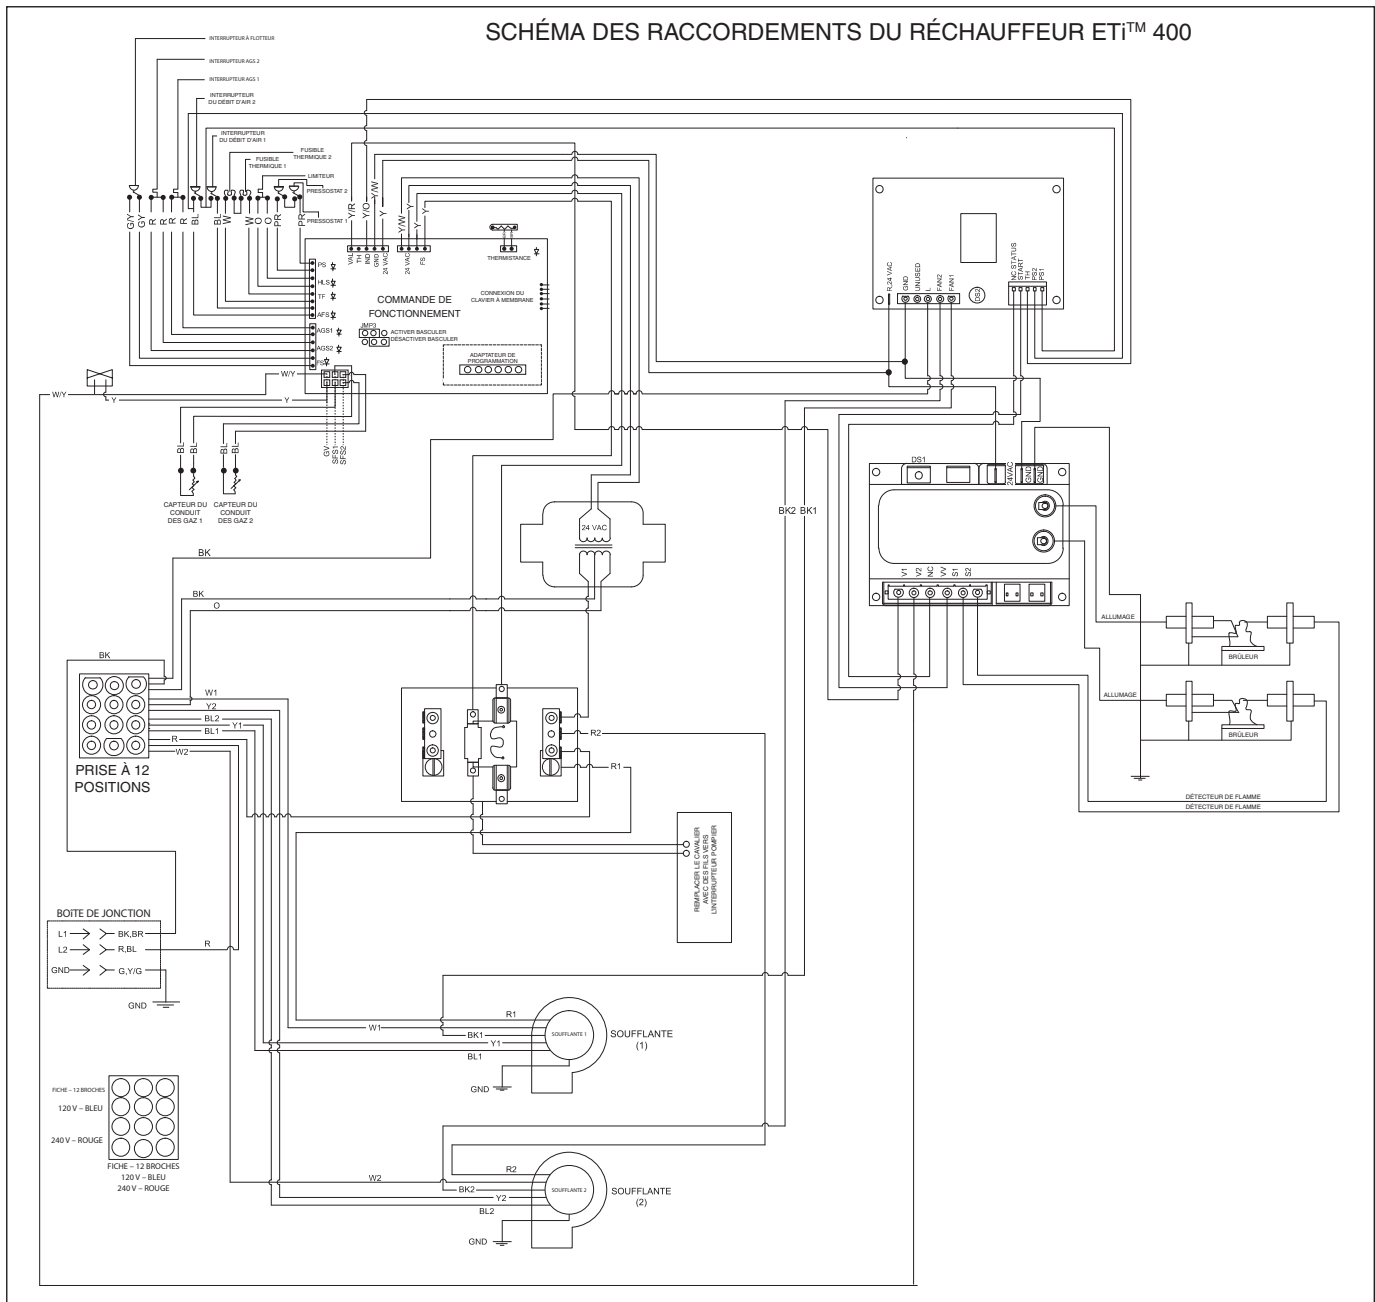 SCHÉMA DES RACCORDEMENTS DU RÉCHAUFFEUR ETi™ 400
INTERRUPTEUR À FLOTTEUR
INTERRUPTEUR AGS 2
INTERRUPTEUR AGS 1
INTERRUPTEUR
DU DÉBIT D'AIR 2
INTERRUPTEUR
DU DÉBIT D'AIR 1
FUSIBLE
THERMIQUE 2
FUSIBLE
THERMIQUE 1
LIMITEUR
PRESSOSTAT 2
PRESSOSTAT 1
G/Y
GY
R
R
R
R
BL
BL
W
W
O
O
PR
PR
Y/R
Y/O
Y/W
Y
Y/W
Y
Y
Y
VAL
TH
IND
GND
24 VAC
24 VAC
FS
THERMISTANCE
PS
HLS
TF
AFS
AGS1
AGS2
FS
COMMANDE DE
FONCTIONNEMENT
CONNEXION DU
CLAVIER À MEMBRANE
JMP3
ACTIVER BASCULER
DÉSACTIVER BASCULER
ADAPTATEUR DE
PROGRAMMATION
W/Y
W/Y
Y
Y
GV
SFS1
SFS2
BL
BL
BL
BL
CAPTEUR DU
CONDUIT
DES GAZ 1
CAPTEUR DU
CONDUIT
DES GAZ 2
R,24 VAC
GND
UNUSED
L
FAN2
FAN1
DS2
NC STATUS
START
TH
PS2
PS1
DS1
24VAC
GND
GND
V1
V2
NC
VV
S1
S2
BK2
BK1
24 VAC
BK
BK
O
BK
W1
Y2
BL2
Y1
BL1
R
W2
PRISE À 12
POSITIONS
R2
R1
ALLUMAGE
BRÛLEUR
ALLUMAGE
BRÛLEUR
DÉTECTEUR DE FLAMME
DÉTECTEUR DE FLAMME
REMPLACER LE CAVALIER
AVEC DES FILS VERS
L'INTERRUPTEUR POMPIER
BOÎTE DE JONCTION
L1
BK,BR
L2
R,BL
R
GND
G,Y/G
GND
R1
W1
BK1
Y1
BL1
SOUFFLANTE 1
SOUFFLANTE
(1)
GND
FICHE – 12 BROCHES
120 V – BLEU
240 V – ROUGE
FICHE – 12 BROCHES
120 V – BLEU
240 V – ROUGE
R2
W2
BK2
Y2
BL2
SOUFFLANTE 2
SOUFFLANTE
(2)
GND